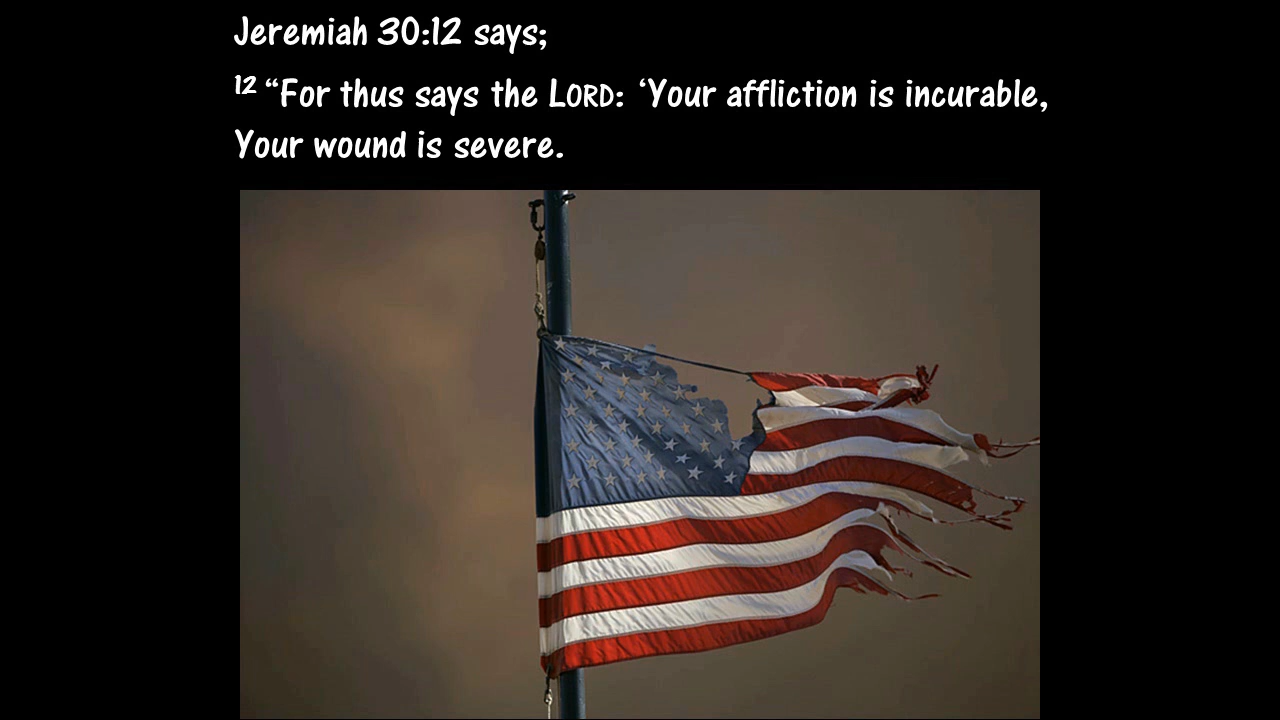 Jeremiah 30:12 says;
12 “For thus says the LORD: ‘Your affliction is incurable,
Your wound is severe.